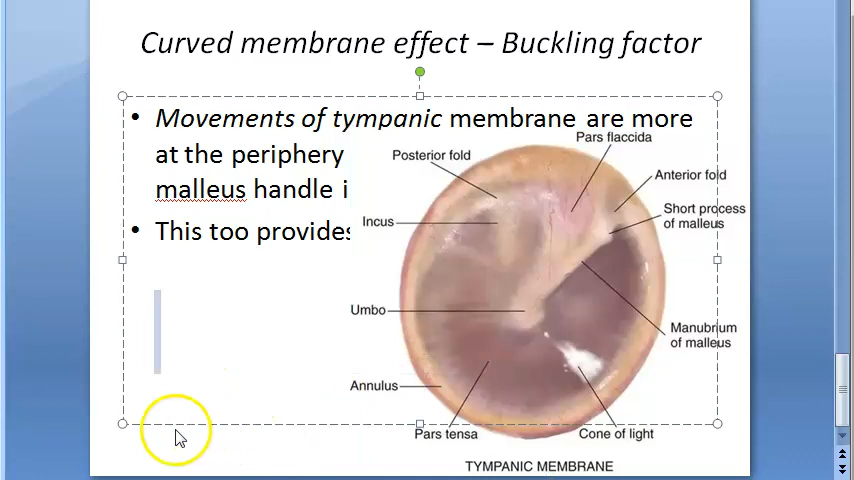 Curved membrane effect – Buckling factor
• Movements of tympanic membrane are more
at the periphery
malleus handle i
• This too provides
Pars flaccida
Posterior fold
Anterior fold
Short process
of malleus
Incus
Umbo
Manubrium
of malleus
Annulus
Pars tensa
Cone of light
TYMPANIC MEMBRANE